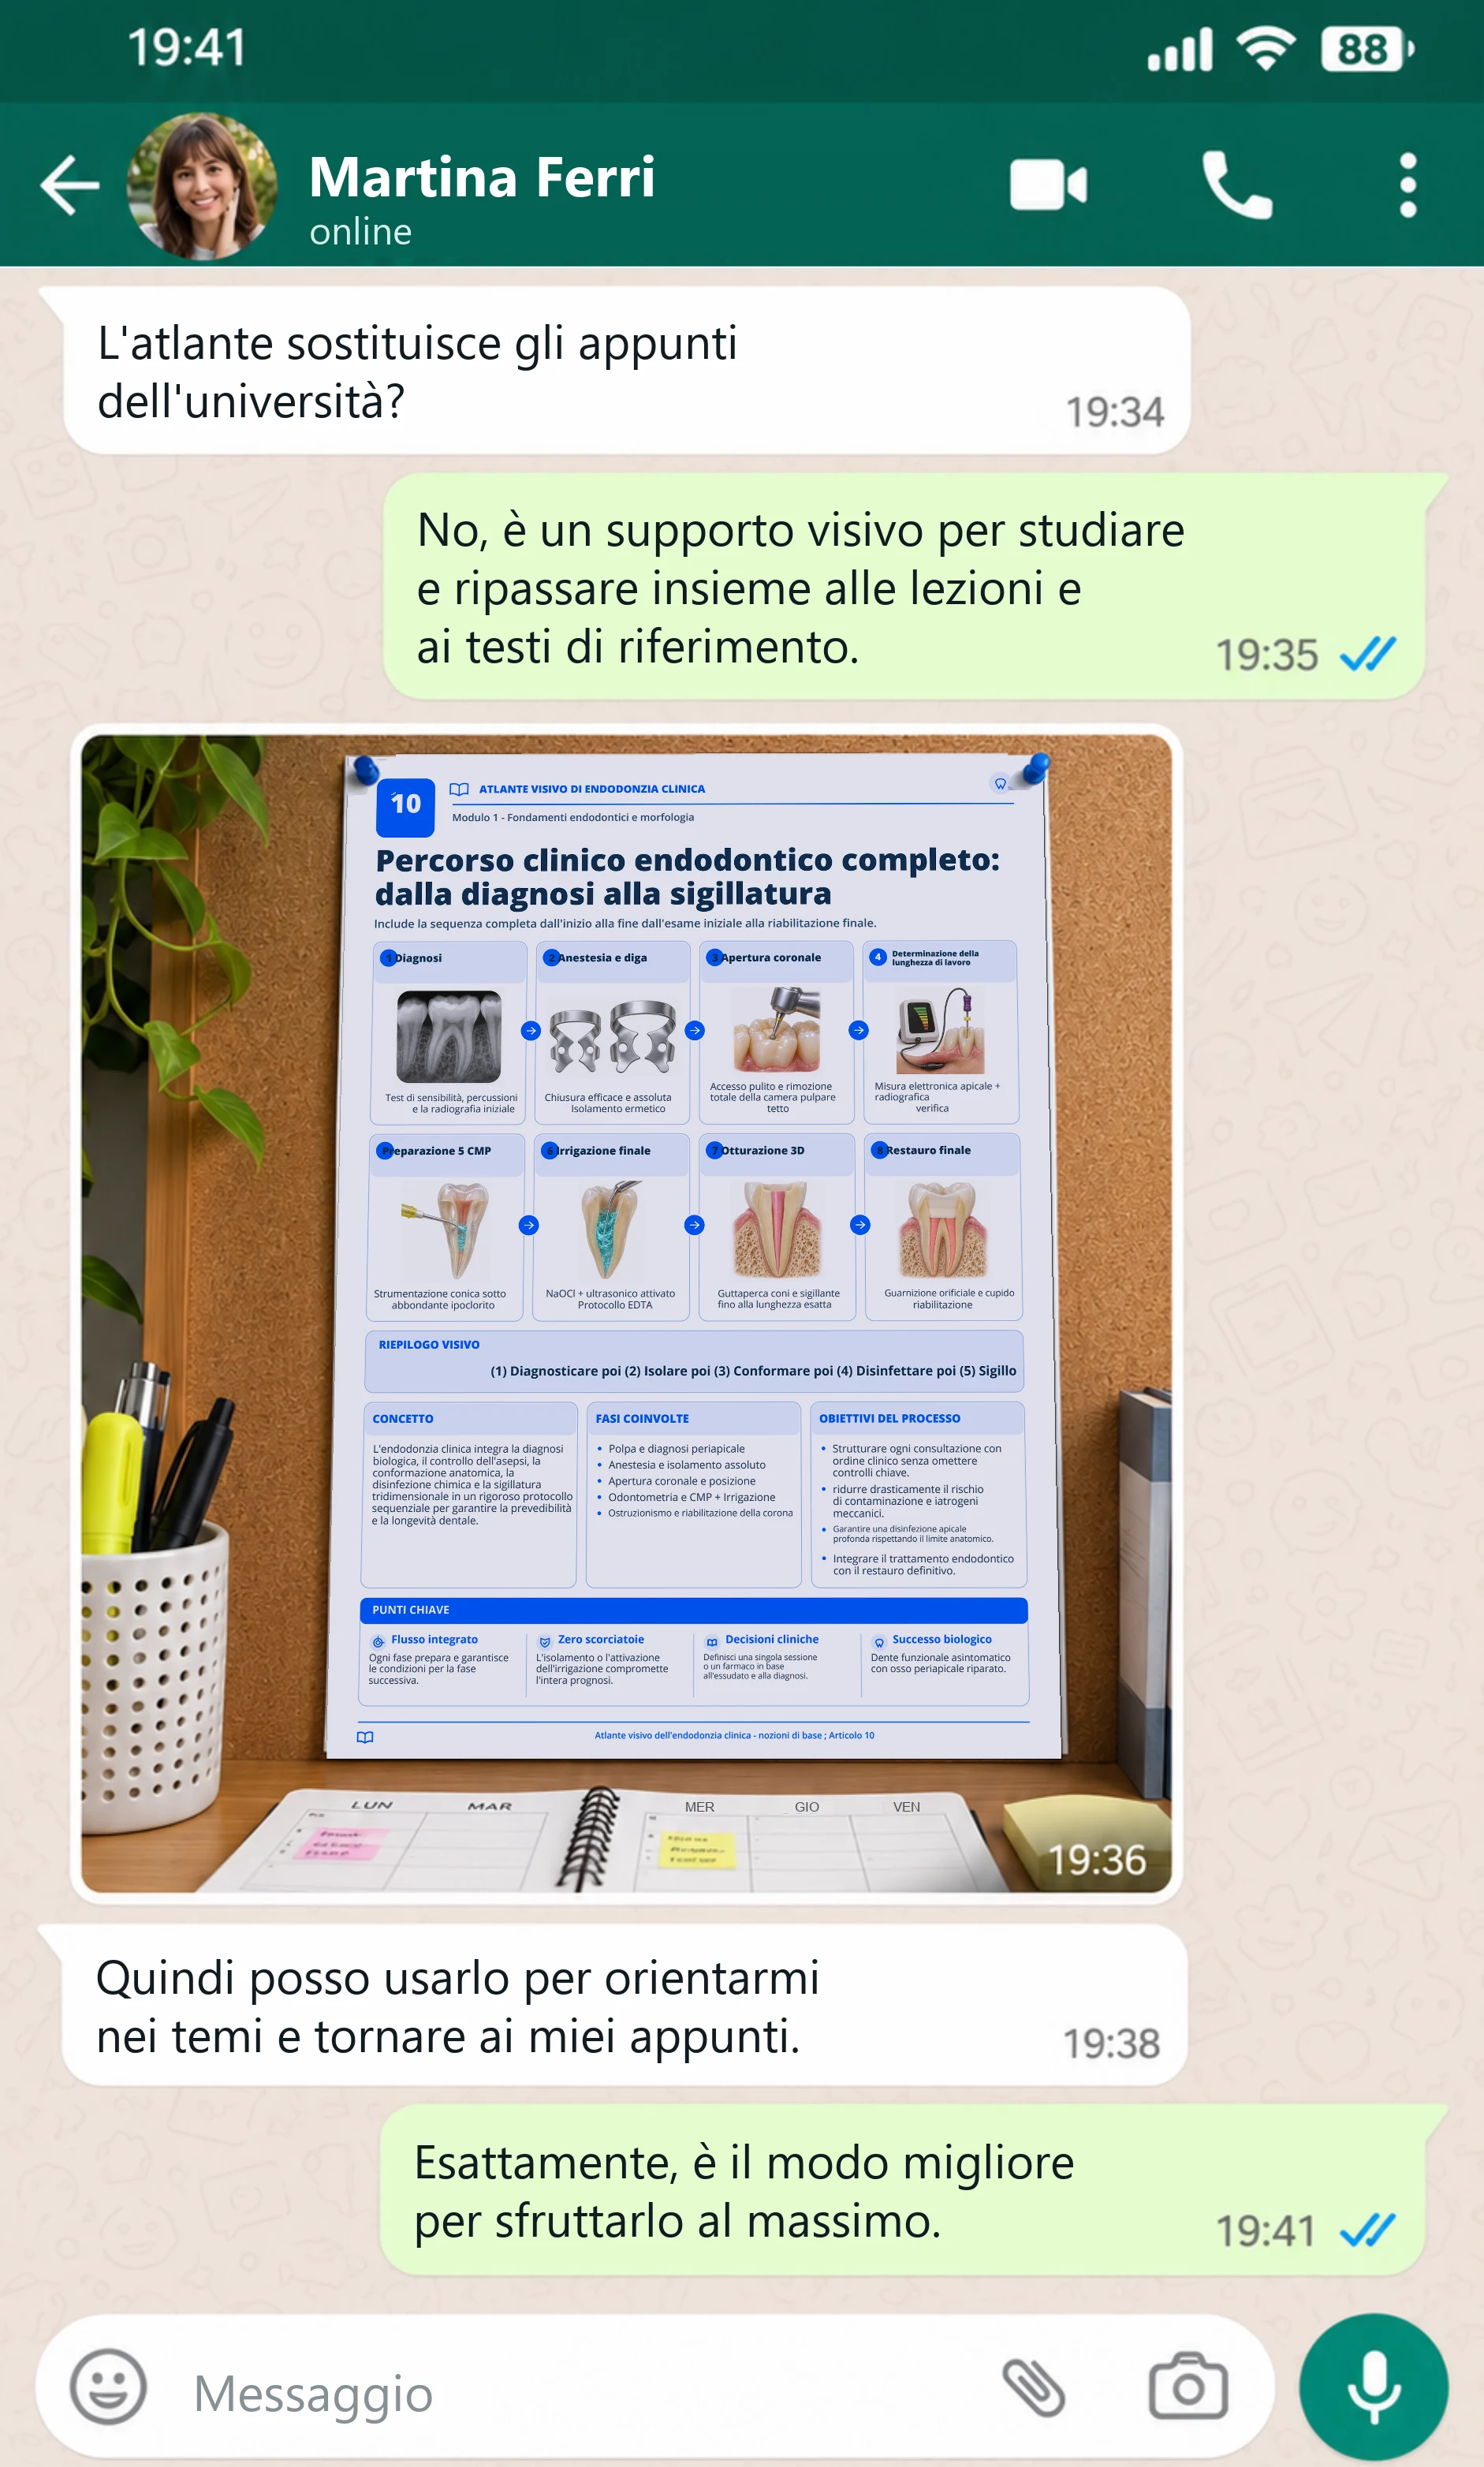 19:41
88
Martina Ferri
online
L'atlante sostituisce gli appunti
dell'università?
19:34
No, è un supporto visivo per studiare
e ripassare insieme alle lezioni e
ai testi di riferimento.
19:35
10
ATLANTE VISIVO DI ENDODONZIA CLINICA
Modulo 1 - Fondamenti endodontici e morfologia
Percorso clinico endodontico completo:
dalla diagnosi alla sigillatura
Include la sequenza completa dall'inizio alla fine dall'esame iniziale alla riabilitazione finale.
1 Diagnosi
Test di sensibilità, percussioni
e la radiografia iniziale
2 Anestesia e diga
Chiusura efficace e assoluta
Isolamento ermetico
3 Apertura coronale
Accesso pulito e rimozione
totale della camera pulpare
tetto
4 Determinazione della
lunghezza di lavoro
Misura elettronica apicale +
radiografica
verifica
Preparazione 5 CMP
Strumentazione conica sotto
abbondante ipoclorito
6 Irrigazione finale
NaOCl + ultrasonico attivato
Protocollo EDTA
7 Otturazione 3D
Guttaperca coni e sigillante
fino alla lunghezza esatta
8 Restauro finale
Guarnizione orificiale e cupido
riabilitazione
RIEPILOGO VISIVO
(1) Diagnosticare poi (2) Isolare poi (3) Conformare poi (4) Disinfettare poi (5) Sigillo
CONCETTO
L'endodonzia clinica integra la diagnosi
biologica, il controllo dell'asepsi, la
conformazione anatomica, la
disinfezione chimica e la sigillatura
tridimensionale in un rigoroso protocollo
sequenziale per garantire la prevedibilità
e la longevità dentale.
FASI COINVOLTE
• Polpa e diagnosi periapicale
• Anestesia e isolamento assoluto
• Apertura coronale e posizione
• Odontometria e CMP + Irrigazione
• Ostruzionismo e riabilitazione della corona
OBIETTIVI DEL PROCESSO
• Strutturare ogni consultazione con
ordine clinico senza omettere
controlli chiave.
• ridurre drasticamente il rischio
di contaminazione e iatrogeni
meccanici.
• Garantire una disinfezione apicale
profonda rispettando il limite anatomico.
• Integrare il trattamento endodontico
con il restauro definitivo.
PUNTI CHIAVE
Flusso integrato
Ogni fase prepara e garantisce
le condizioni per la fase
successiva.
Zero scorciatoie
L'isolamento o l'attivazione
dell'irrigazione compromette
l'intera prognosi.
Decisioni cliniche
Definisci una singola sessione
o un farmaco in base
all'essudato e alla diagnosi.
Successo biologico
Dente funzionale asintomatico
con osso periapicale riparato.
Atlante visivo dell'endodonzia clinica - nozioni di base ; Articolo 10
LUN MAR MER GIO VEN
19:36
Quindi posso usarlo per orientarmi
nei temi e tornare ai miei appunti.
19:38
Esattamente, è il modo migliore
per sfruttarlo al massimo.
19:41
Messaggio